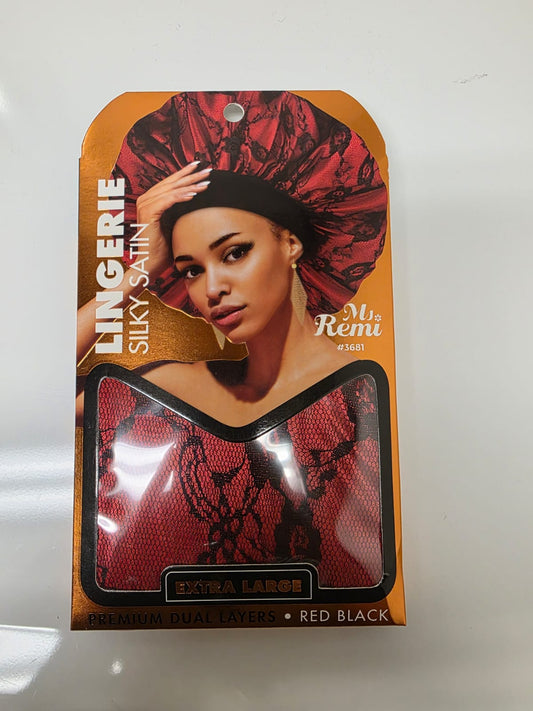 LINGERIE
SILKY SATIN
Ms.
Remi
#3681
EXTRA LARGE
PREMIUM DUAL LAYERS • RED BLACK